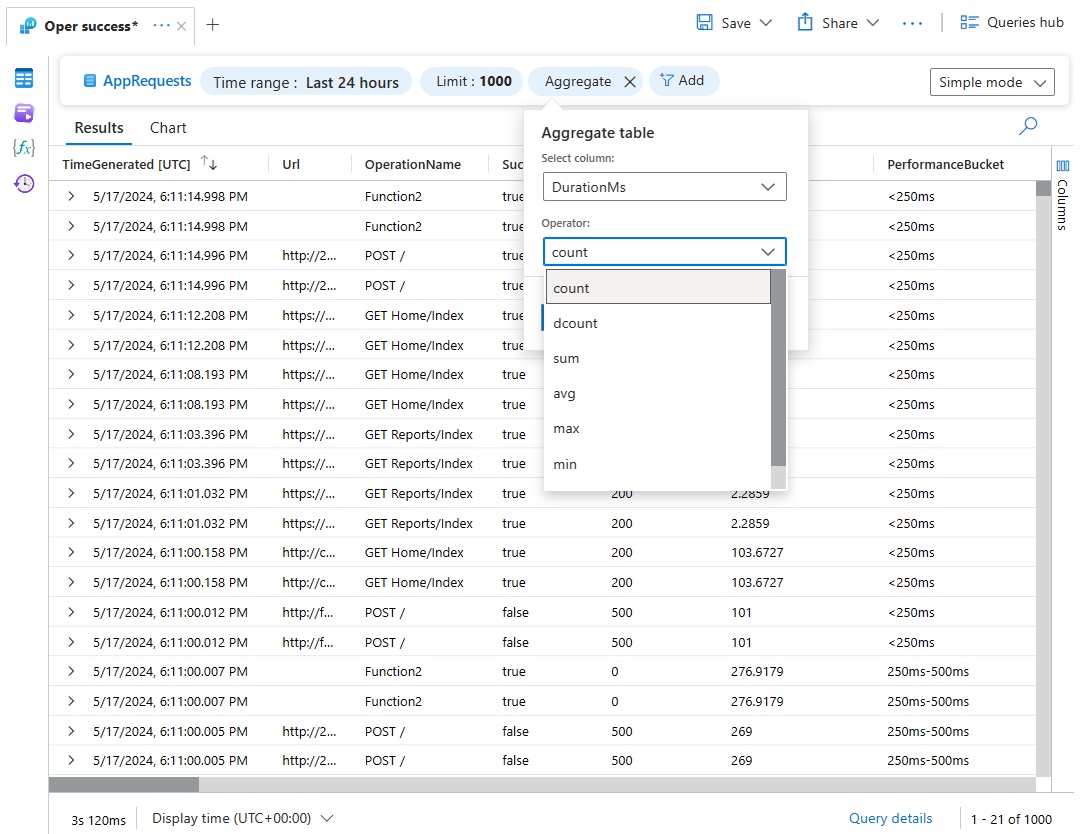 Oper success* ··· × +
Save Share ··· Queries hub
AppRequests Time range : Last 24 hours Limit : 1000 Aggregate Add Simple mode
Results Chart
Aggregate table
Select column:
DurationMs
Operator:
count
count
dcount
sum
avg
max
min
TimeGenerated [UTC] Url OperationName Suc PerformanceBucket
5/17/2024, 6:11:14.998 PM Function2 true <250ms
5/17/2024, 6:11:14.998 PM Function2 true <250ms
5/17/2024, 6:11:14.996 PM http://2... POST / true <250ms
5/17/2024, 6:11:14.996 PM http://2... POST / true <250ms
5/17/2024, 6:11:12.208 PM https://... GET Home/Index true <250ms
5/17/2024, 6:11:12.208 PM https://... GET Home/Index true <250ms
5/17/2024, 6:11:08.193 PM https://... GET Home/Index true <250ms
5/17/2024, 6:11:08.193 PM https://... GET Home/Index true <250ms
5/17/2024, 6:11:03.396 PM https://... GET Reports/Index true <250ms
5/17/2024, 6:11:03.396 PM https://... GET Reports/Index true <250ms
5/17/2024, 6:11:01.032 PM https://... GET Reports/Index true 200 2.2859 <250ms
5/17/2024, 6:11:01.032 PM https://... GET Reports/Index true 200 2.2859 <250ms
5/17/2024, 6:11:00.158 PM http://c... GET Home/Index true 200 103.6727 <250ms
5/17/2024, 6:11:00.158 PM http://c... GET Home/Index true 200 103.6727 <250ms
5/17/2024, 6:11:00.012 PM http://f... POST / false 500 101 <250ms
5/17/2024, 6:11:00.012 PM http://f... POST / false 500 101 <250ms
5/17/2024, 6:11:00.007 PM Function2 true 0 276.9179 250ms-500ms
5/17/2024, 6:11:00.007 PM Function2 true 0 276.9179 250ms-500ms
5/17/2024, 6:11:00.005 PM http://2... POST / false 500 269 250ms-500ms
5/17/2024, 6:11:00.005 PM http://2... POST / false 500 269 250ms-500ms
Columns
3s 120ms Display time (UTC+00:00) Query details 1 - 21 of 1000